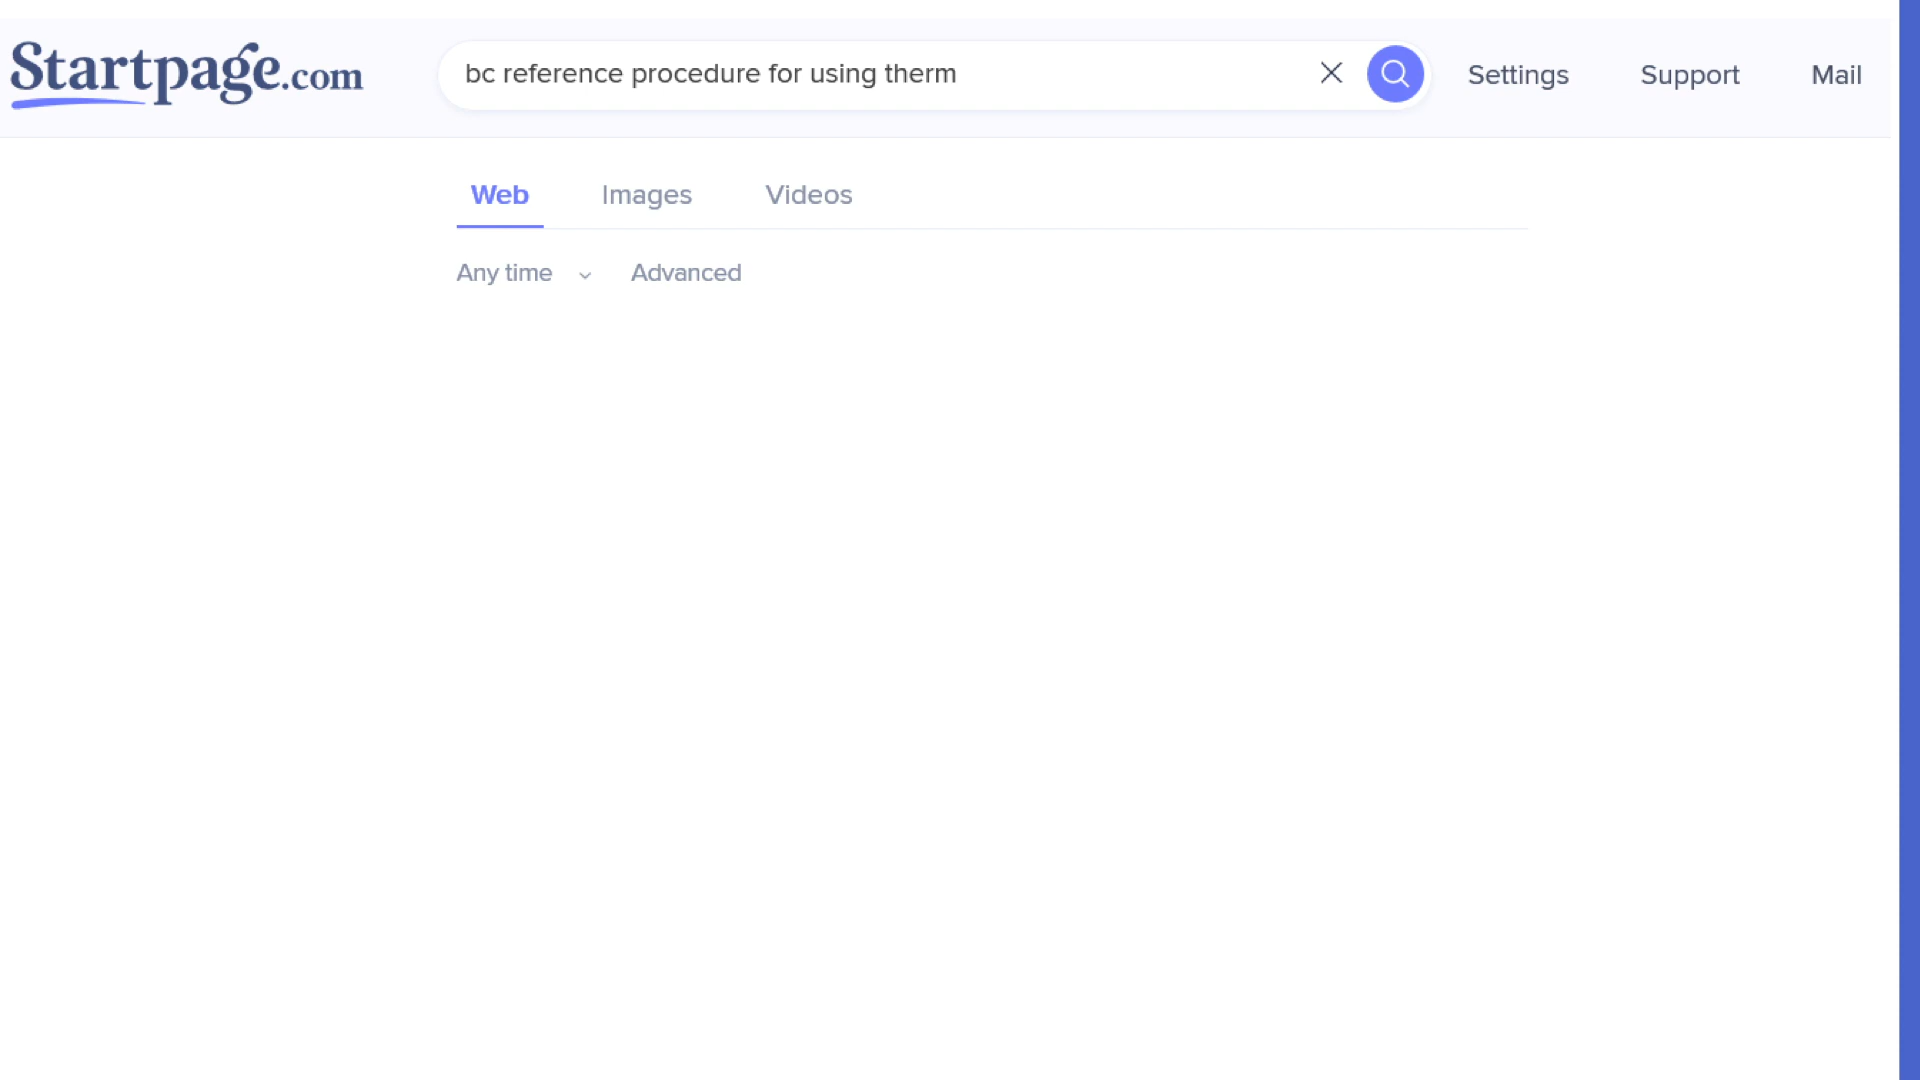 Startpage.com
bc reference procedure for using therm
Settings
Support
Mail
Web
Images
Videos
Any time
Advanced